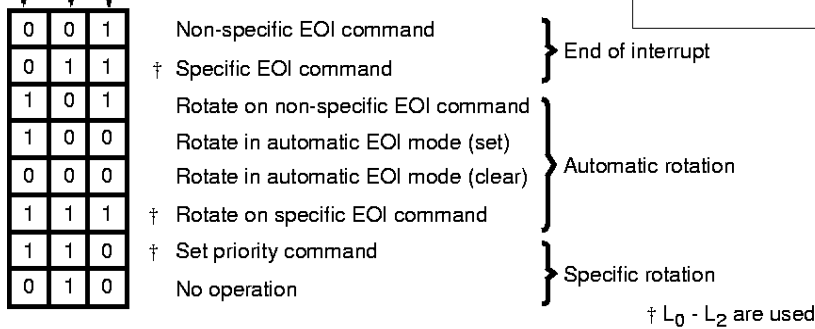 0 0 1 Non-specific EOI command
End of interrupt
0 1 1 † Specific EOI command
1 0 1 Rotate on non-specific EOI command
1 0 0 Rotate in automatic EOI mode (set)
Automatic rotation
0 0 0 Rotate in automatic EOI mode (clear)
1 1 1 † Rotate on specific EOI command
1 1 0 † Set priority command
Specific rotation
0 1 0 No operation
† L0 - L2 are used